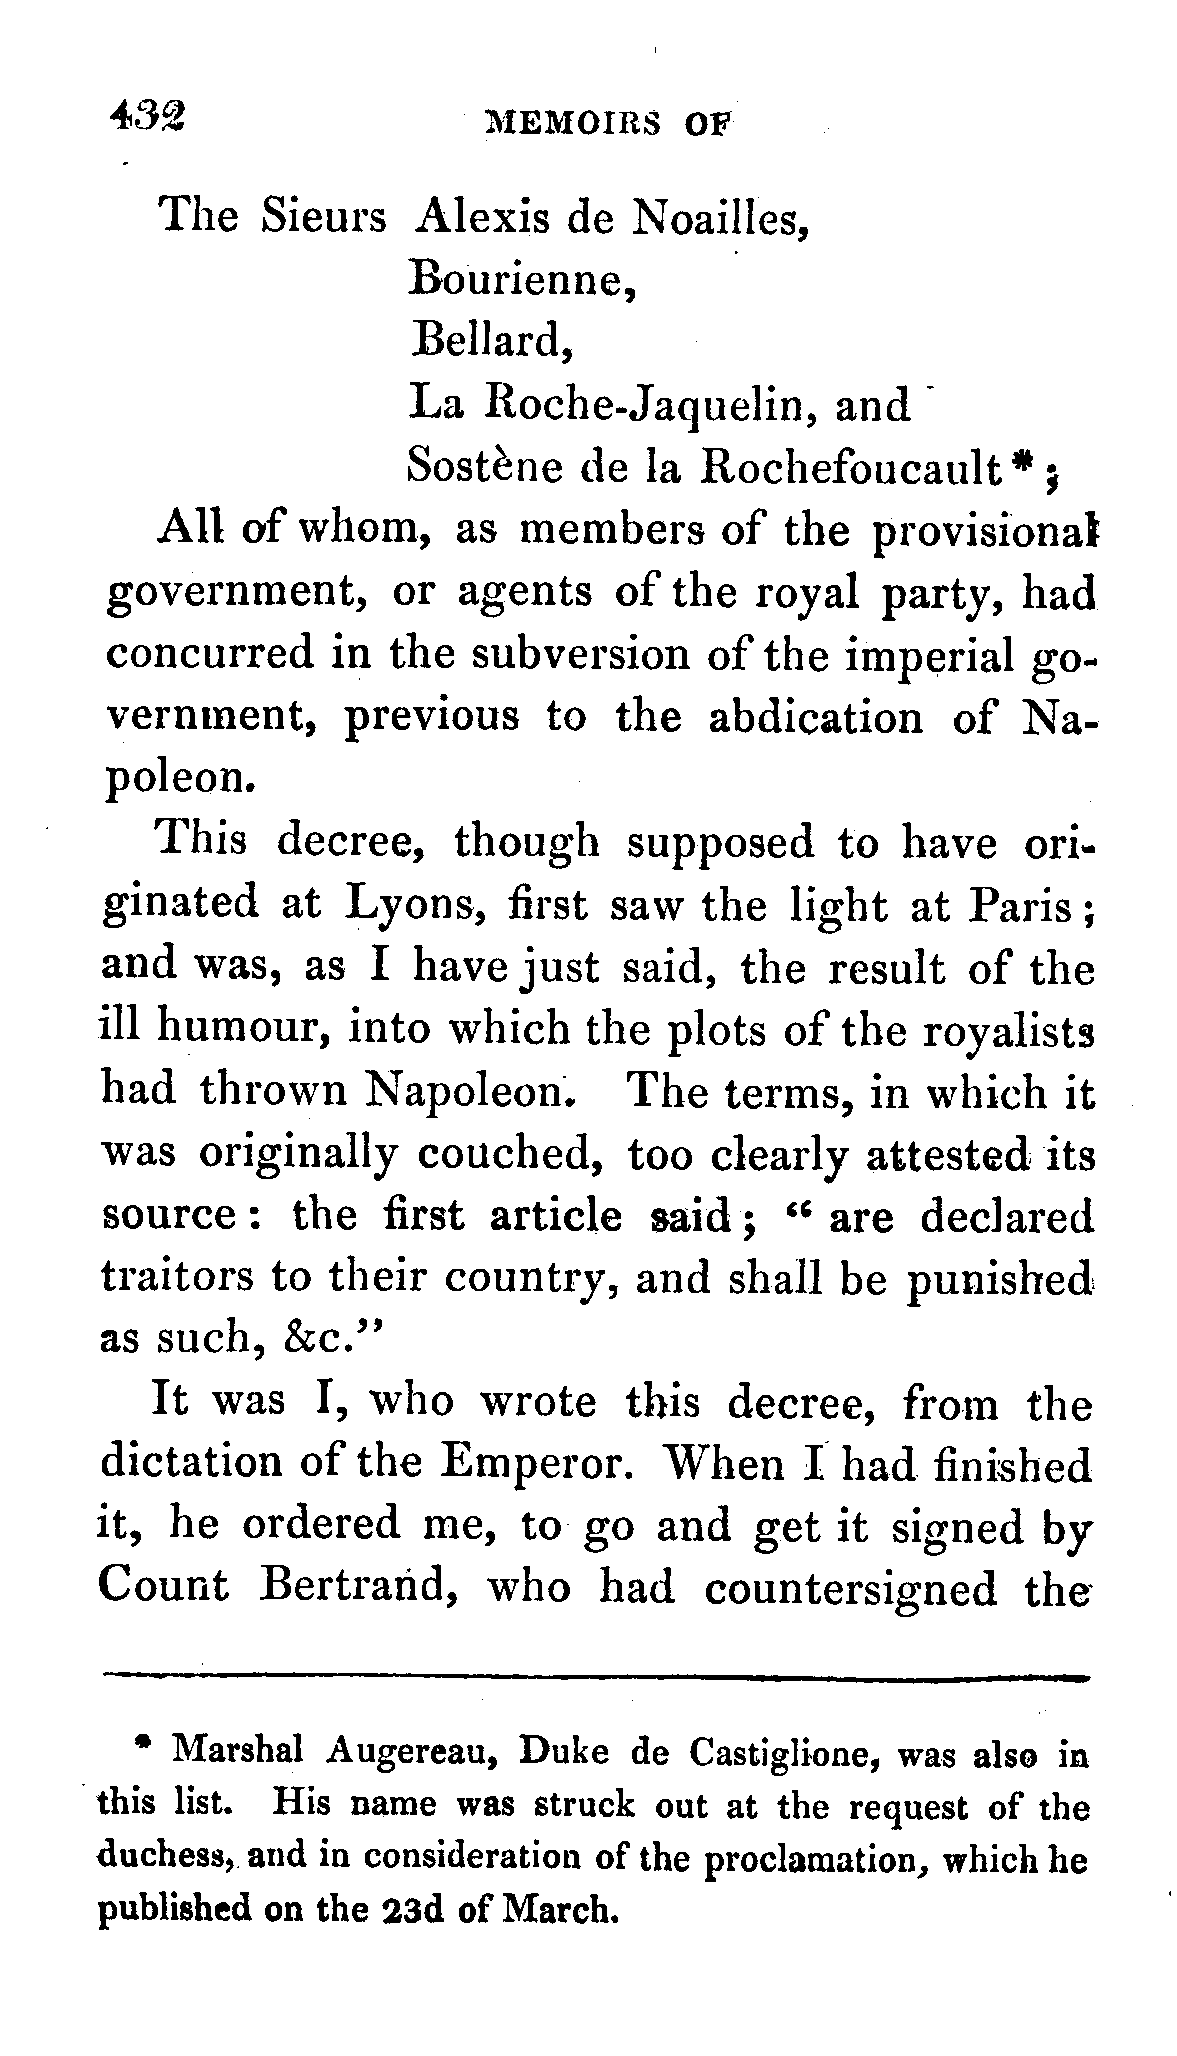 432
MEMOIRS OF
The Sieurs Alexis de Noailles,
Bourienne,
Bellard,
La Roche-Jaquelin, and
Sostène de la Rochefoucault*;
All of whom, as members of the provisional
government, or agents of the royal party, had
concurred in the subversion of the imperial go-
vernment, previous to the abdication of Na-
poleon.
This decree, though supposed to have ori-
ginated at Lyons, first saw the light at Paris;
and was, as I have just said, the result of the
ill humour, into which the plots of the royalists
had thrown Napoleon. The terms, in which it
was originally couched, too clearly attested its
source: the first article said; “ are declared
traitors to their country, and shall be punished
as such, &c.”
It was I, who wrote this decree, from the
dictation of the Emperor. When I had finished
it, he ordered me, to go and get it signed by
Count Bertrand, who had countersigned the
* Marshal Augereau, Duke de Castiglione, was also in
this list. His name was struck out at the request of the
duchess, and in consideration of the proclamation, which he
published on the 23d of March.